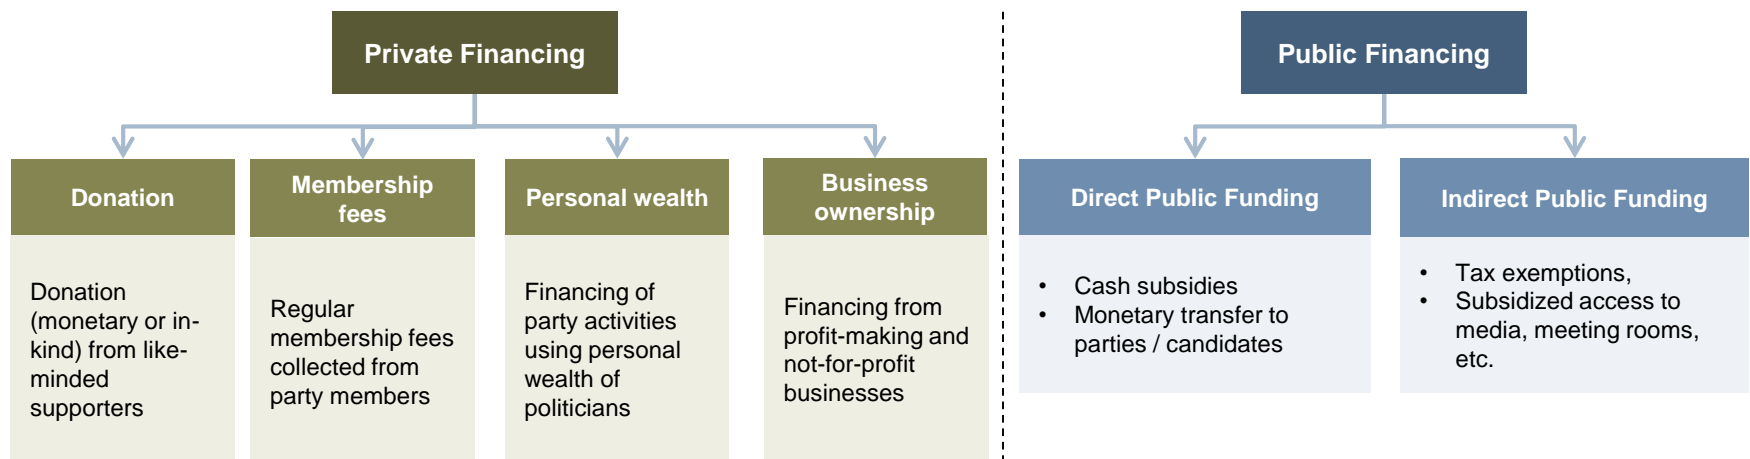 Private Financing
Public Financing
Donation
Membership
fees
Personal wealth
Business
ownership
Direct Public Funding
Indirect Public Funding
Donation
(monetary or in-
kind) from like-
minded
supporters
Regular
membership fees
collected from
party members
Financing of
party activities
using personal
wealth of
politicians
Financing from
profit-making and
not-for-profit
businesses
• Cash subsidies
• Monetary transfer to
parties / candidates
• Tax exemptions,
• Subsidized access to
media, meeting rooms,
etc.